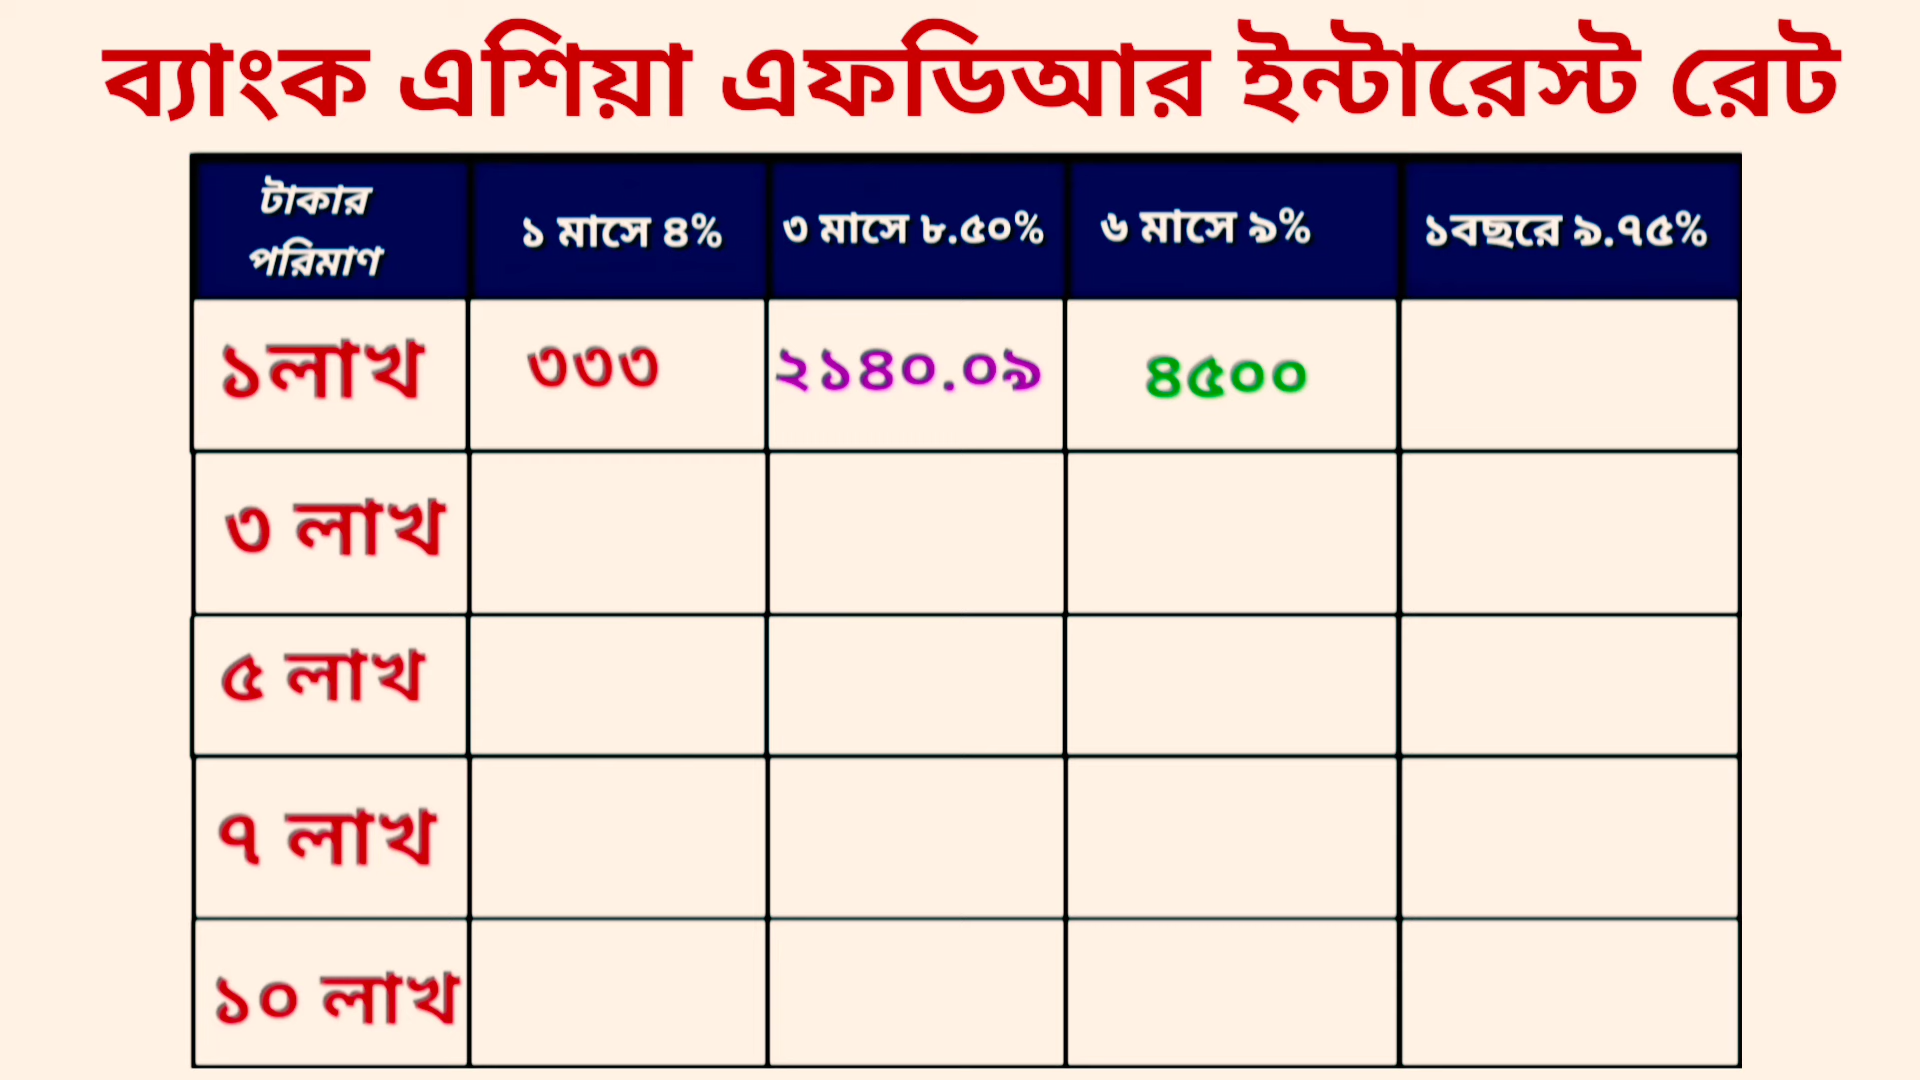 ব্যাংক এশিয়া এফডিআর ইন্টারেস্ট রেট
টাকার
পরিমাণ
১ মাসে ৪%
৩ মাসে ৮.৫০%
৬ মাসে ৯%
১বছরে ৯.৭৫%
১লাখ
৩৩৩
২১৪০.০৯
৪৫০০
৩ লাখ
৫ লাখ
৭ লাখ
১০ লাখ